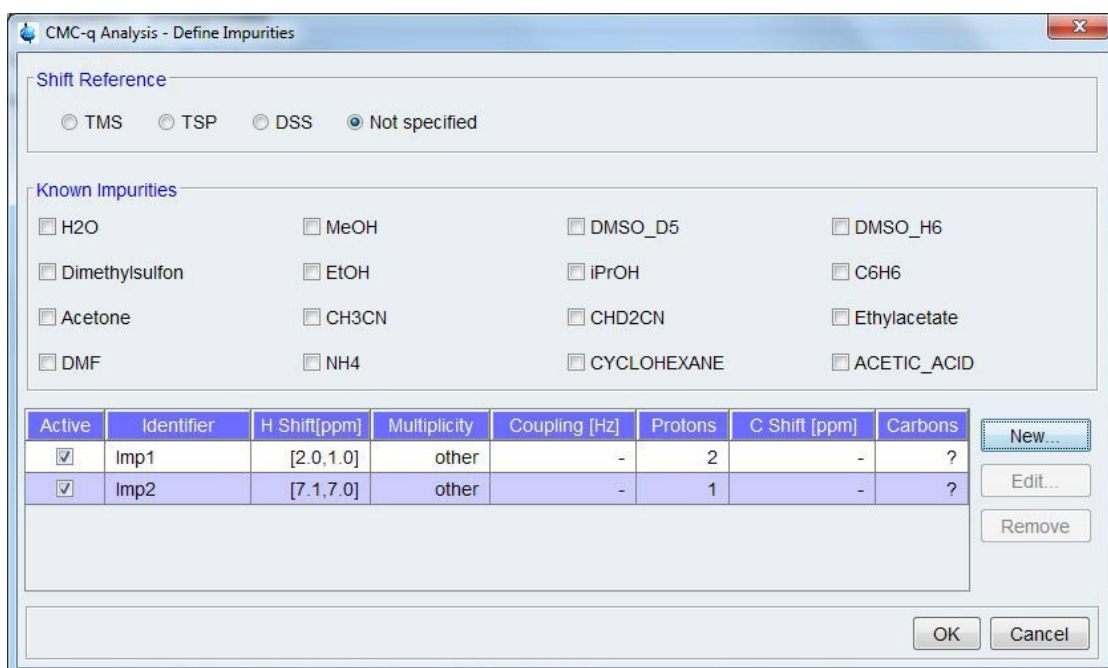 CMC-q Analysis - Define Impurities
Shift Reference
TMS TSP DSS Not specified
Known Impurities
H2O MeOH DMSO_D5 DMSO_H6
Dimethylsulfon EtOH iPrOH C6H6
Acetone CH3CN CHD2CN Ethylacetate
DMF NH4 CYCLOHEXANE ACETIC_ACID
Active Identifier H Shift[ppm] Multiplicity Coupling [Hz] Protons C Shift [ppm] Carbons New...
Imp1 [2.0,1.0] other - 2 - ?
Imp2 [7.1,7.0] other - 1 - ? Edit...
Remove
OK Cancel